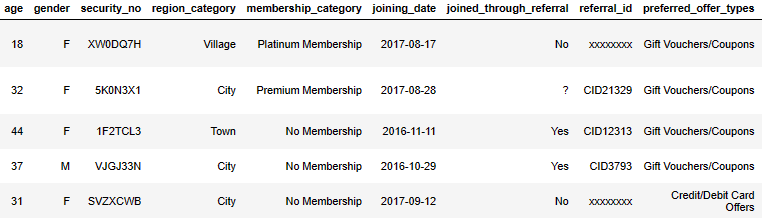 age gender security_no region_category membership_category joining_date joined_through_referral referral_id preferred_offer_types
18 F XW0DQ7H Village Platinum Membership 2017-08-17 No xxxxxxxx Gift Vouchers/Coupons
32 F 5K0N3X1 City Premium Membership 2017-08-28 ? CID21329 Gift Vouchers/Coupons
44 F 1F2TCL3 Town No Membership 2016-11-11 Yes CID12313 Gift Vouchers/Coupons
37 M VJGJ33N City No Membership 2016-10-29 Yes CID3793 Gift Vouchers/Coupons
31 F SVZXCWB City No Membership 2017-09-12 No xxxxxxxx Credit/Debit Card
Offers